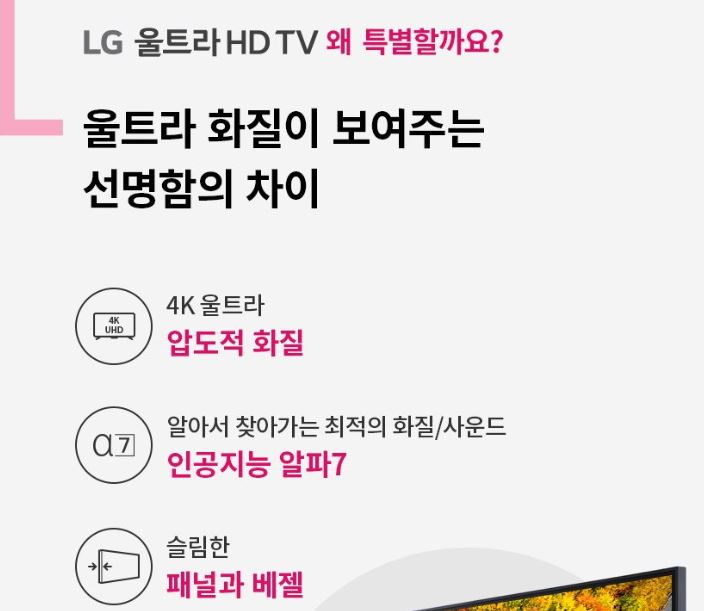 LG 울트라 HD TV 왜 특별할까요?
울트라 화질이 보여주는
선명함의 차이
4K
UHD
4K 울트라
압도적 화질
α7
알아서 찾아가는 최적의 화질/사운드
인공지능 알파7
슬림한
패널과 베젤